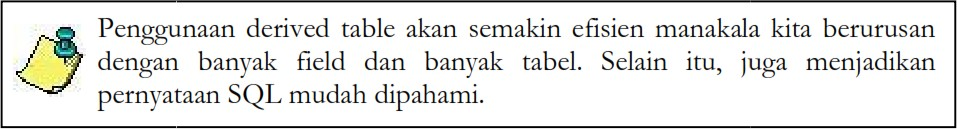 Penggunaan derived table akan semakin efisien manakala kita berurusan
dengan banyak field dan banyak tabel. Selain itu, juga menjadikan
pernyataan SQL mudah dipahami.